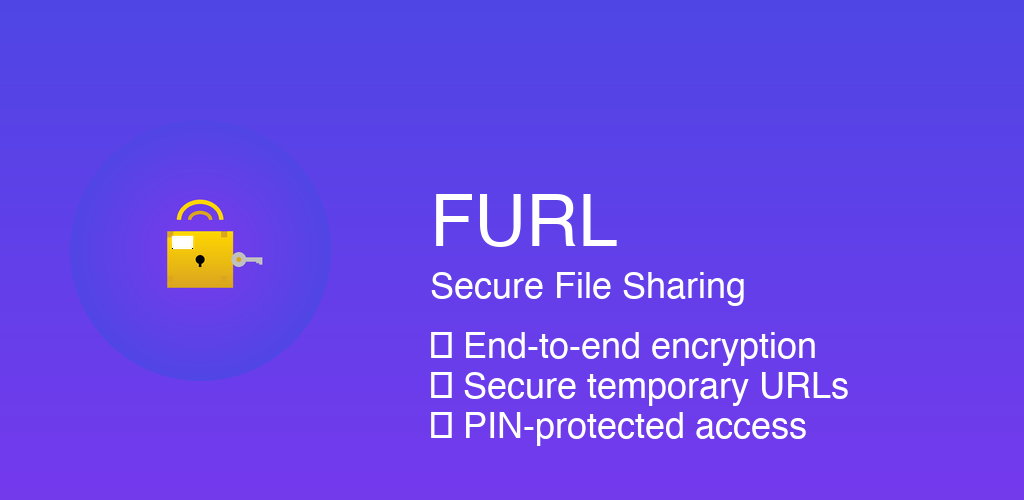 FURL
Secure File Sharing
▯ End-to-end encryption
▯ Secure temporary URLs
▯ PIN-protected access